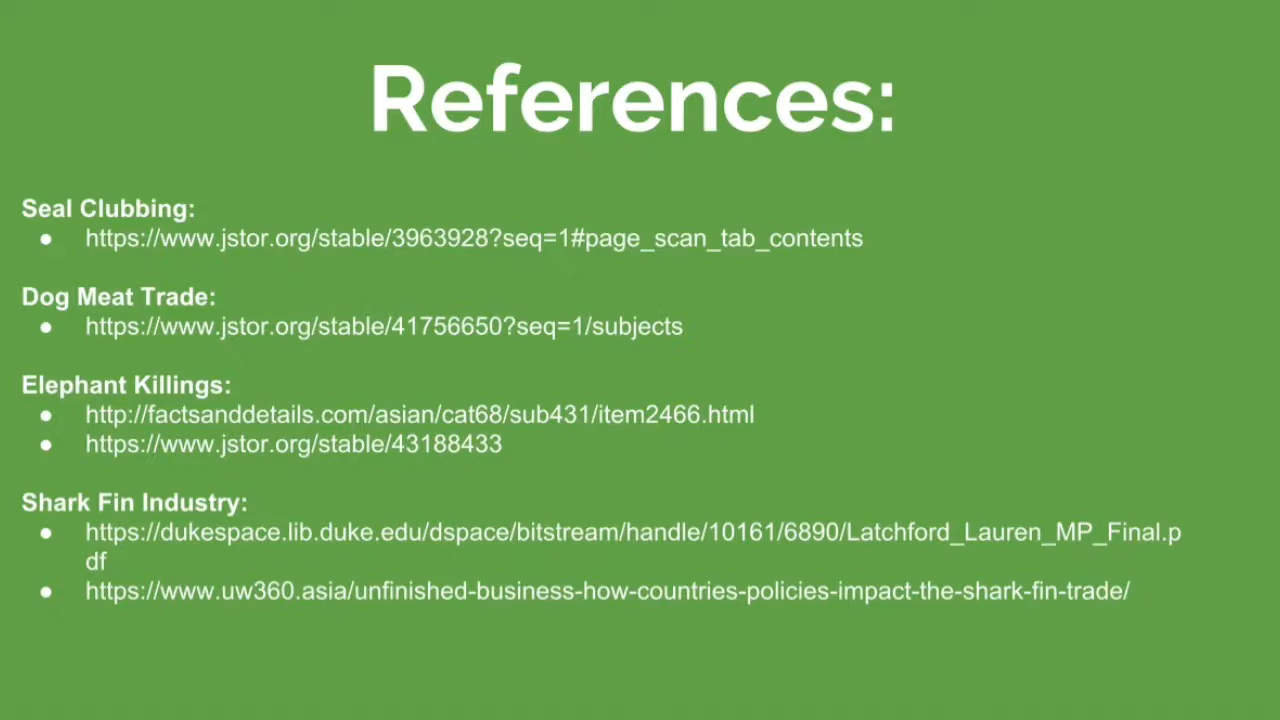 References:
Seal Clubbing:
● https://www.jstor.org/stable/3963928?seq=1#page_scan_tab_contents
Dog Meat Trade:
● https://www.jstor.org/stable/41756650?seq=1/subjects
Elephant Killings:
● http://factsanddetails.com/asian/cat68/sub431/item2466.html
● https://www.jstor.org/stable/43188433
Shark Fin Industry:
● https://dukespace.lib.duke.edu/dspace/bitstream/handle/10161/6890/Latchford_Lauren_MP_Final.p
df
● https://www.uw360.asia/unfinished-business-how-countries-policies-impact-the-shark-fin-trade/